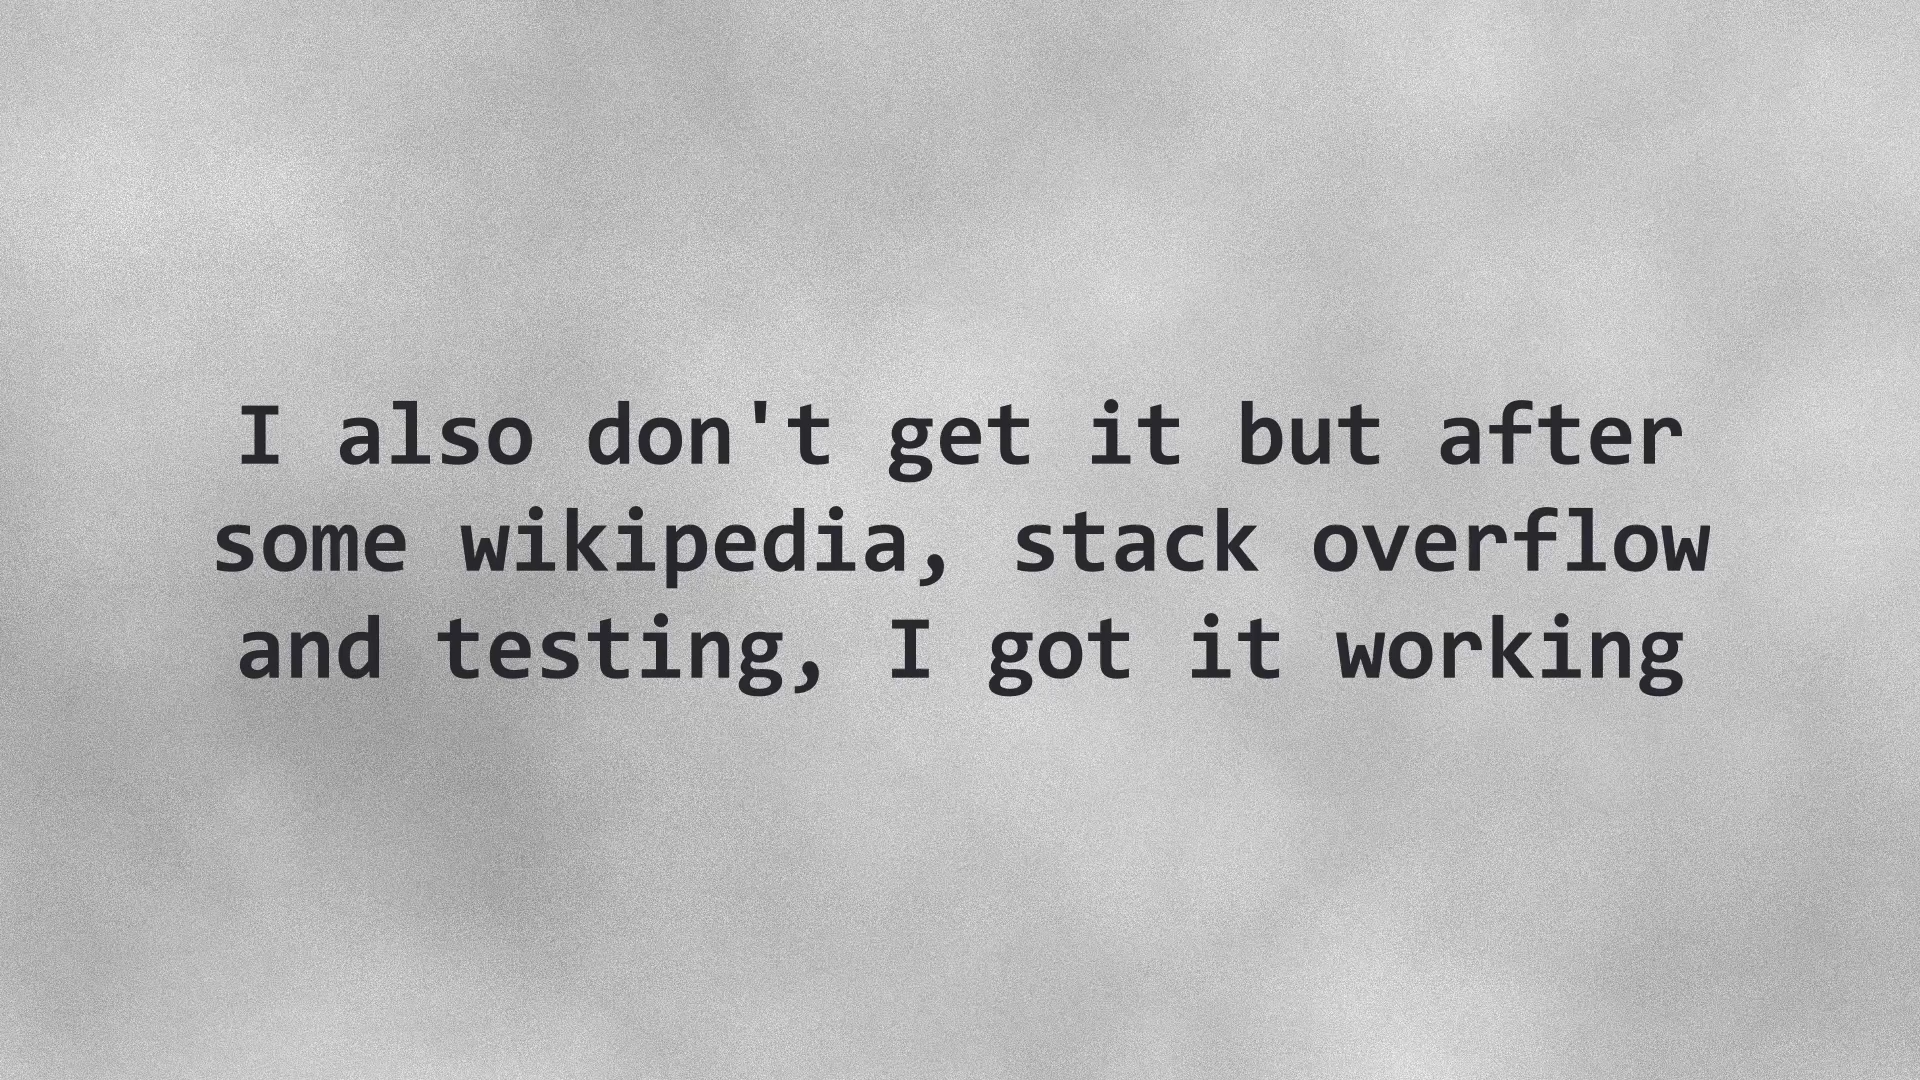 I also don't get it but after
some wikipedia, stack overflow
and testing, I got it working